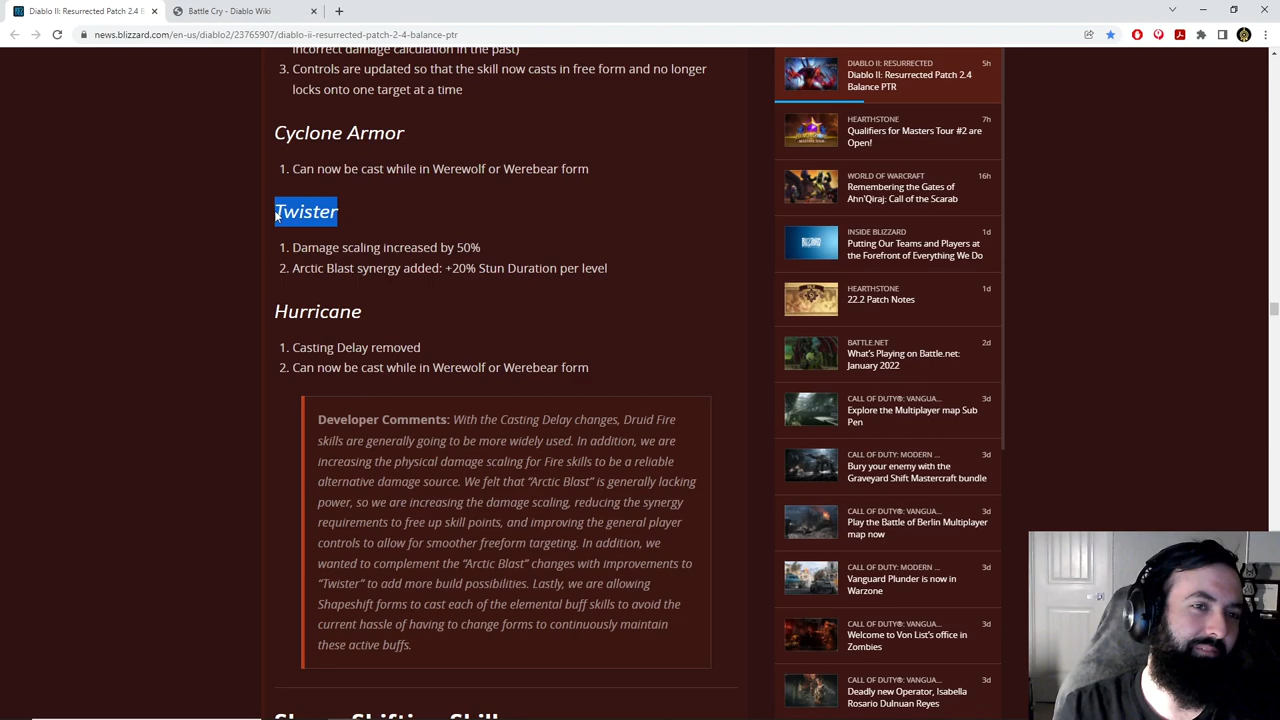 Diablo II: Resurrected Patch 2.4 B
Battle Cry - Diablo Wiki
news.blizzard.com/en-us/diablo2/23765907/diablo-ii-resurrected-patch-2-4-balance-ptr
incorrect damage calculation in the past)
3. Controls are updated so that the skill now casts in free form and no longer
locks onto one target at a time
Cyclone Armor
1. Can now be cast while in Werewolf or Werebear form
Twister
1. Damage scaling increased by 50%
2. Arctic Blast synergy added: +20% Stun Duration per level
Hurricane
1. Casting Delay removed
2. Can now be cast while in Werewolf or Werebear form
Developer Comments: With the Casting Delay changes, Druid Fire
skills are generally going to be more widely used. In addition, we are
increasing the physical damage scaling for Fire skills to be a reliable
alternative damage source. We felt that “Arctic Blast” is generally lacking
power, so we are increasing the damage scaling, reducing the synergy
requirements to free up skill points, and improving the general player
controls to allow for smoother freeform targeting. In addition, we
wanted to complement the “Arctic Blast” changes with improvements to
“Twister” to add more build possibilities. Lastly, we are allowing
Shapeshift forms to cast each of the elemental buff skills to avoid the
current hassle of having to change forms to continuously maintain
these active buffs.
DIABLO II: RESURRECTED 5h
Diablo II: Resurrected Patch 2.4
Balance PTR
HEARTHSTONE 7h
Qualifiers for Masters Tour #2 are
Open!
WORLD OF WARCRAFT 16h
Remembering the Gates of
Ahn'Qiraj: Call of the Scarab
INSIDE BLIZZARD 1d
Putting Our Teams and Players at
the Forefront of Everything We Do
HEARTHSTONE 1d
22.2 Patch Notes
BATTLE.NET 2d
What’s Playing on Battle.net:
January 2022
CALL OF DUTY®: VANGUA... 3d
Explore the Multiplayer map Sub
Pen
CALL OF DUTY: MODERN ... 3d
Bury your enemy with the
Graveyard Shift Mastercraft bundle
CALL OF DUTY®: VANGUA... 3d
Play the Battle of Berlin Multiplayer
map now
CALL OF DUTY: MODERN ... 3d
Vanguard Plunder is now in
Warzone
CALL OF DUTY®: VANGUA... 3d
Welcome to Von List’s office in
Zombies
CALL OF DUTY®: VANGUA... 3d
Deadly new Operator, Isabella
Rosario Dulnuan Reyes